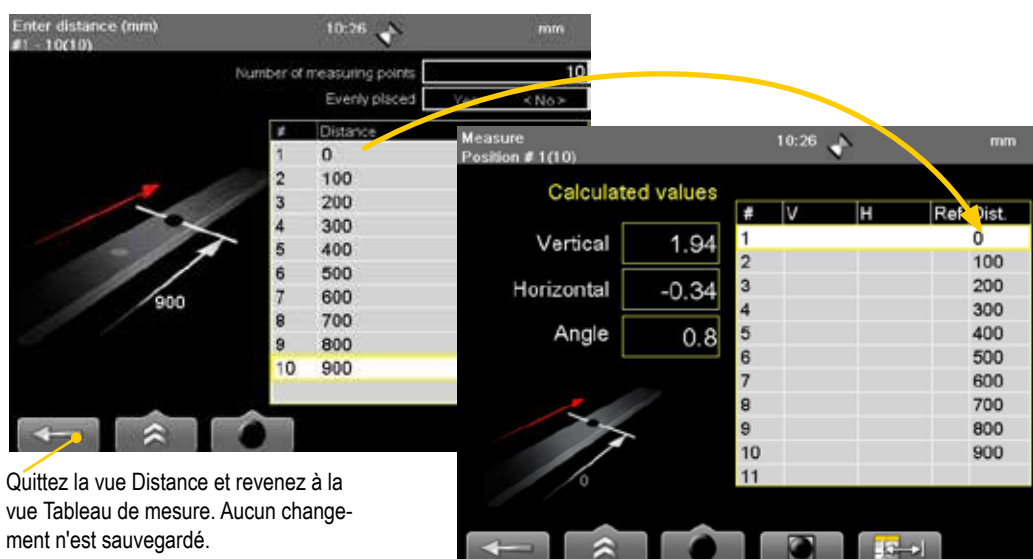 Enter distance (mm)
#1 - 10(10)
10:26
mm
Number of measuring points 10
Evenly placed Yes < No >
# Distance
1 0
2 100
3 200
4 300
5 400
6 500
7 600
8 700
9 800
10 900
900
Quittez la vue Distance et revenez à la
vue Tableau de mesure. Aucun change-
ment n'est sauvegardé.
Measure
Position # 1(10)
10:26
mm
Calculated values
Vertical 1.94
Horizontal -0.34
Angle 0.8
# V H Ref Dist.
1 0
2 100
3 200
4 300
5 400
6 500
7 600
8 700
9 800
10 900
11
0